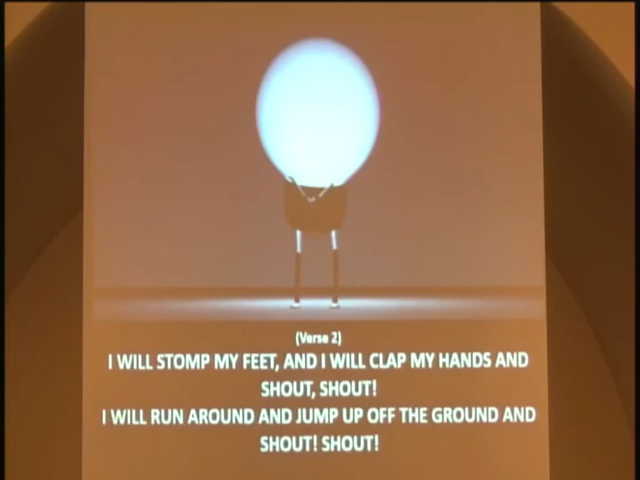 (Verse 2)
I WILL STOMP MY FEET, AND I WILL CLAP MY HANDS AND
SHOUT, SHOUT!
I WILL RUN AROUND AND JUMP UP OFF THE GROUND AND
SHOUT! SHOUT!